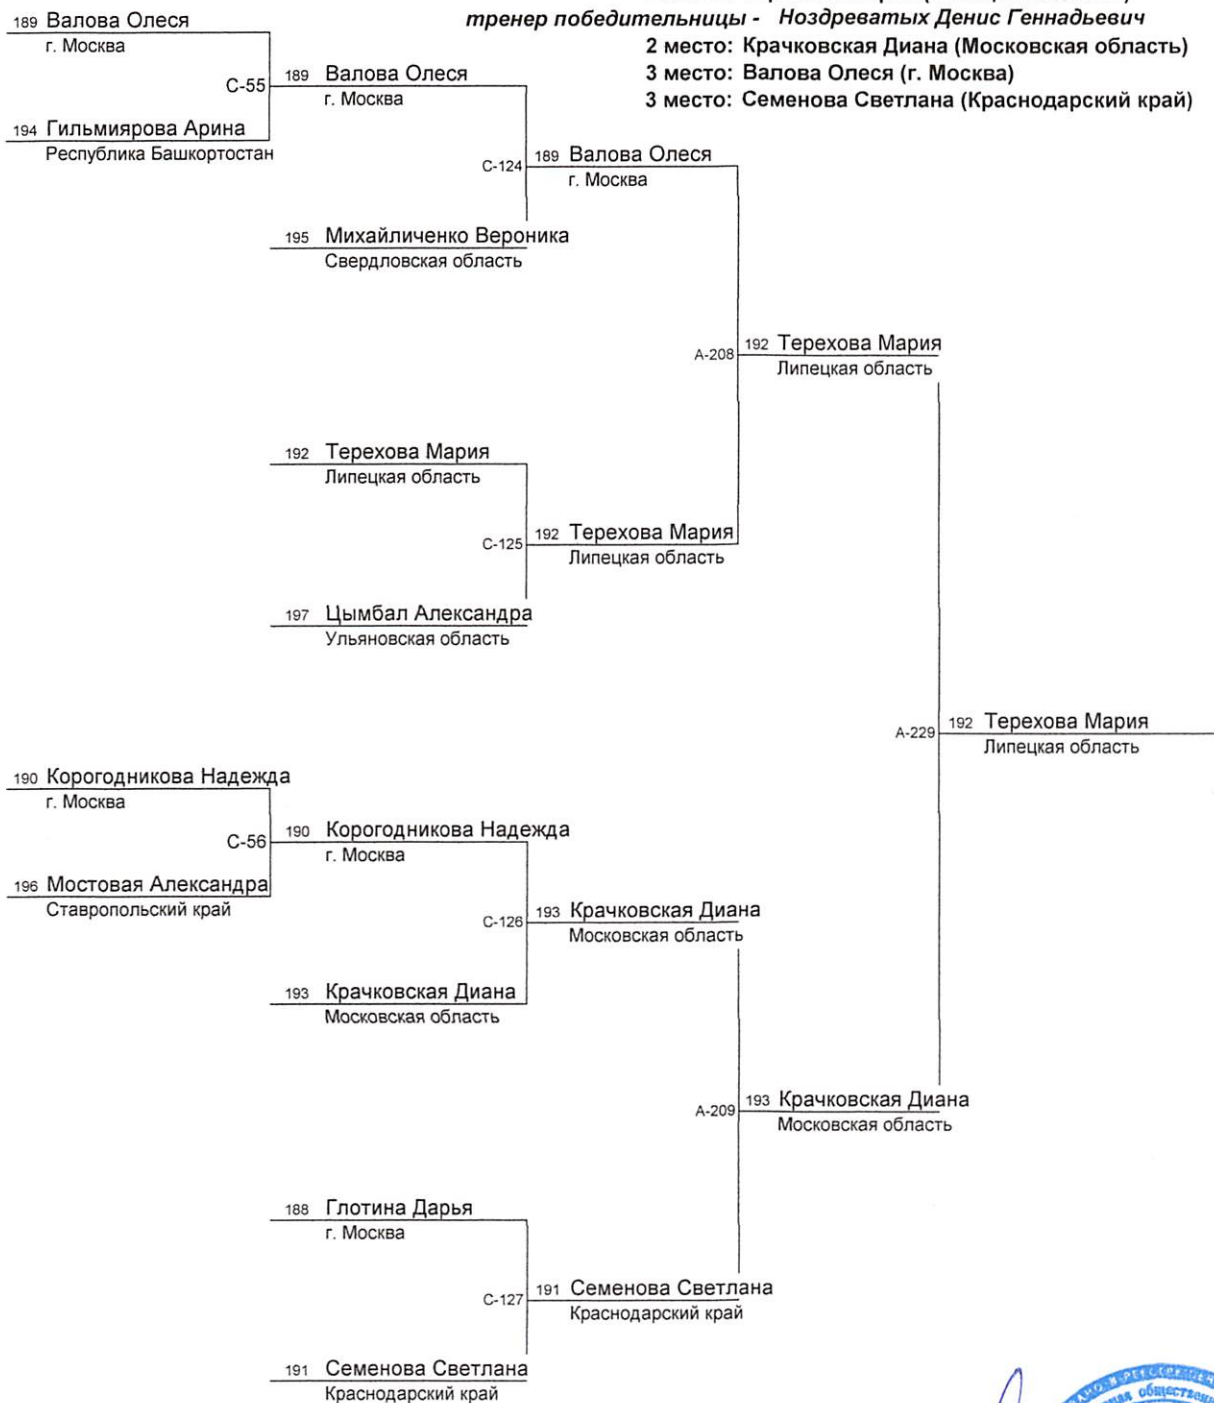 тренер победительницы - Ноздреватых Денис Геннадьевич
2 место: Крачковская Диана (Московская область)
3 место: Валова Олеся (г. Москва)
3 место: Семенова Светлана (Краснодарский край)
189 Валова Олеся
г. Москва
C-55
189 Валова Олеся
г. Москва
194 Гильмиярова Арина
Республика Башкортостан
C-124
189 Валова Олеся
г. Москва
195 Михайличенко Вероника
Свердловская область
A-208
192 Терехова Мария
Липецкая область
192 Терехова Мария
Липецкая область
C-125
192 Терехова Мария
Липецкая область
197 Цымбал Александра
Ульяновская область
A-229
192 Терехова Мария
Липецкая область
190 Корогодникова Надежда
г. Москва
C-56
190 Корогодникова Надежда
г. Москва
196 Мостовая Александра
Ставропольский край
C-126
193 Крачковская Диана
Московская область
193 Крачковская Диана
Московская область
A-209
193 Крачковская Диана
Московская область
188 Глотина Дарья
г. Москва
C-127
191 Семенова Светлана
Краснодарский край
191 Семенова Светлана
Краснодарский край